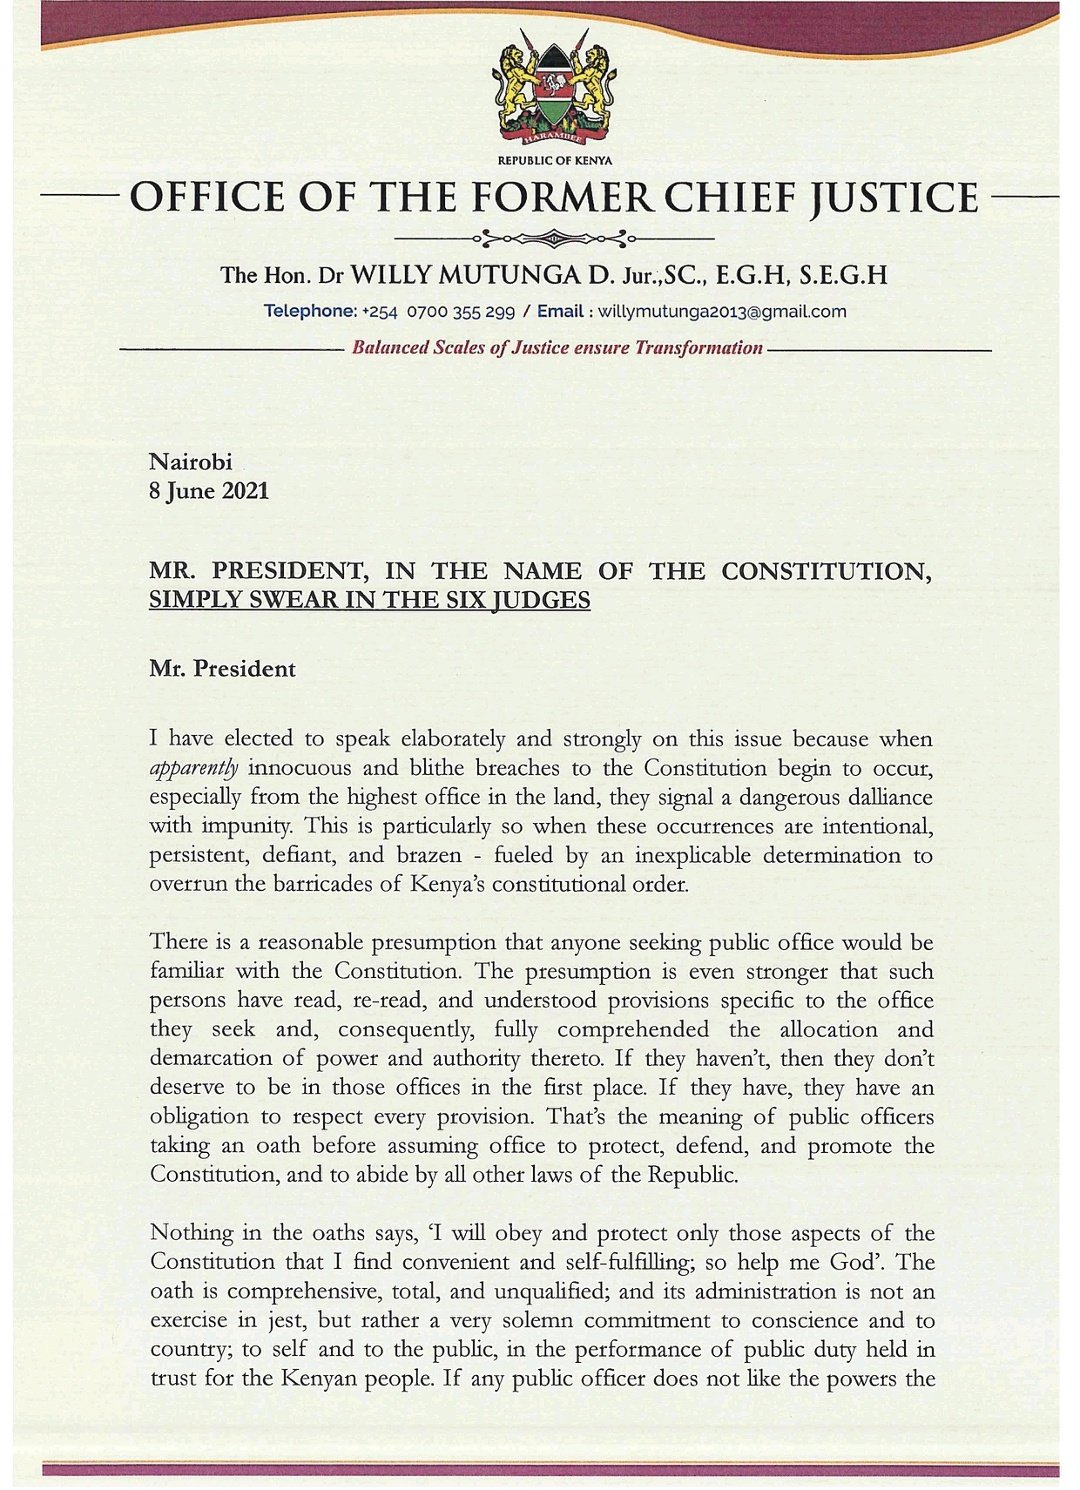 HARAMBEE
REPUBLIC OF KENYA
OFFICE OF THE FORMER CHIEF JUSTICE
The Hon. Dr WILLY MUTUNGA D. Jur.,SC., E.G.H, S.E.G.H
Telephone: +254 0700 355 299 / Email : willymutunga2013@gmail.com
Balanced Scales of Justice ensure Transformation
Nairobi
8 June 2021
MR. PRESIDENT, IN THE NAME OF THE CONSTITUTION,
SIMPLY SWEAR IN THE SIX JUDGES
Mr. President
I have elected to speak elaborately and strongly on this issue because when
apparently innocuous and blithe breaches to the Constitution begin to occur,
especially from the highest office in the land, they signal a dangerous dalliance
with impunity. This is particularly so when these occurrences are intentional,
persistent, defiant, and brazen - fueled by an inexplicable determination to
overrun the barricades of Kenya's constitutional order.
There is a reasonable presumption that anyone seeking public office would be
familiar with the Constitution. The presumption is even stronger that such
persons have read, re-read, and understood provisions specific to the office
they seek and, consequently, fully comprehended the allocation and
demarcation of power and authority thereto. If they haven't, then they don't
deserve to be in those offices in the first place. If they have, they have an
obligation to respect every provision. That's the meaning of public officers
taking an oath before assuming office to protect, defend, and promote the
Constitution, and to abide by all other laws of the Republic.
Nothing in the oaths says, 'I will obey and protect only those aspects of the
Constitution that I find convenient and self-fulfilling; so help me God'. The
oath is comprehensive, total, and unqualified; and its administration is not an
exercise in jest, but rather a very solemn commitment to conscience and to
country; to self and to the public, in the performance of public duty held in
trust for the Kenyan people. If any public officer does not like the powers the